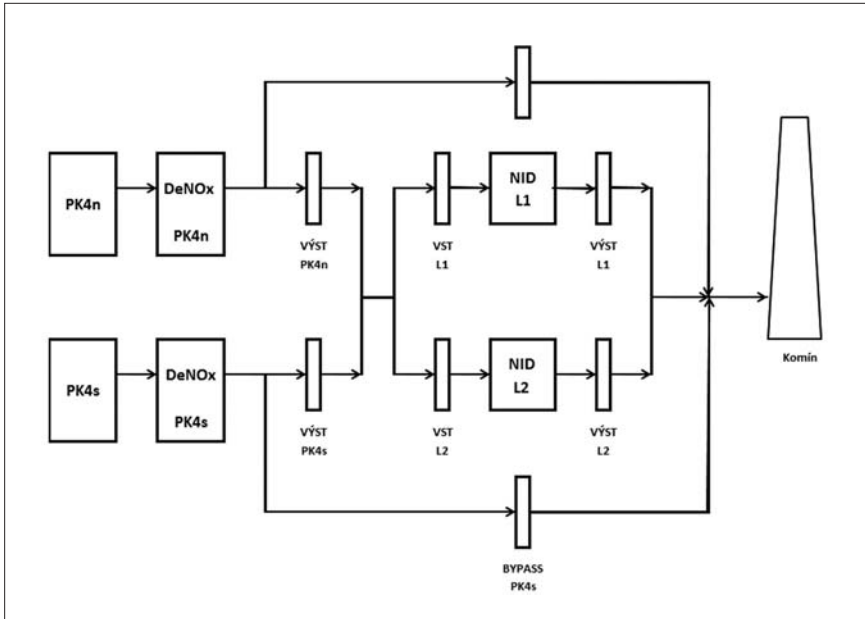 PK4n
DeNOx
PK4n
VÝST
PK4n
VST
L1
NID
L1
VÝST
L1
PK4s
DeNOx
PK4s
VÝST
PK4s
VST
L2
NID
L2
VÝST
L2
Komín
BYPASS
PK4s